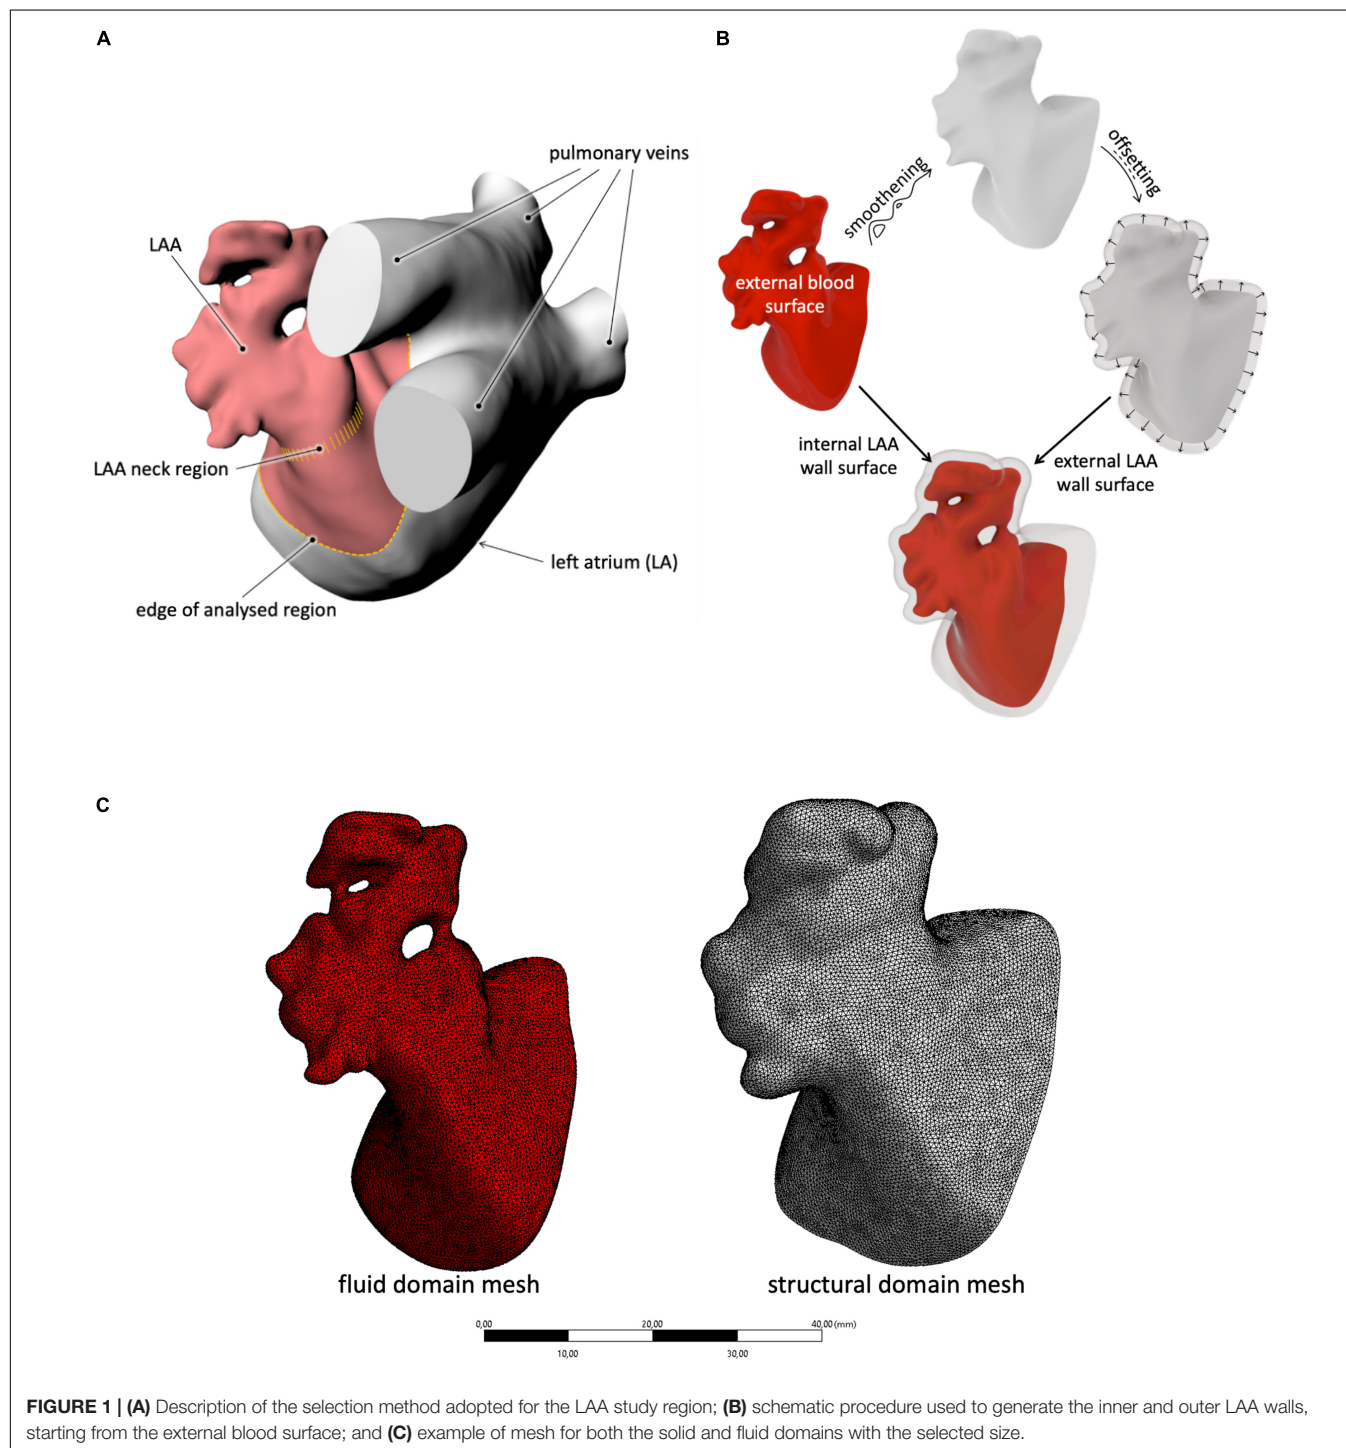 A
pulmonary veins
LAA
LAA neck region
left atrium (LA)
edge of analysed region
B
smoothening
offsetting
external blood
surface
internal LAA
wall surface
external LAA
wall surface
C
fluid domain mesh
structural domain mesh
0,00 20,00 40,00 (mm)
10,00 30,00
FIGURE 1 | (A) Description of the selection method adopted for the LAA study region; (B) schematic procedure used to generate the inner and outer LAA walls,
starting from the external blood surface; and (C) example of mesh for both the solid and fluid domains with the selected size.